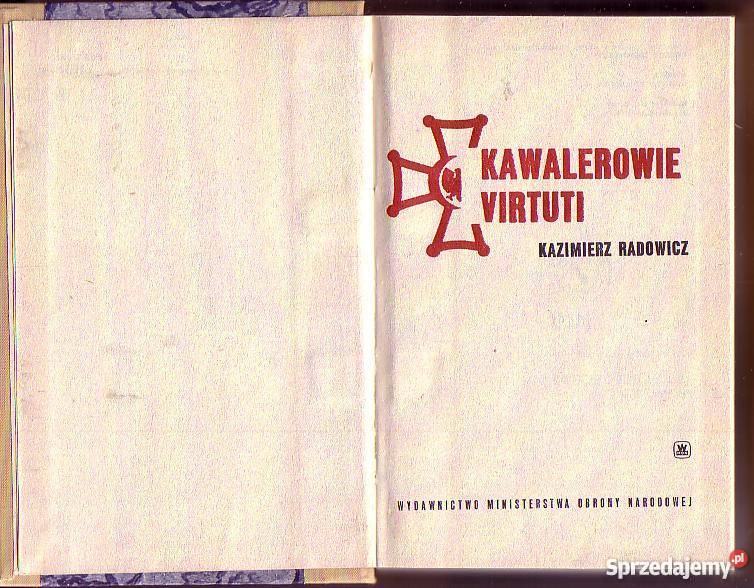 KAWALEROWIE
VIRTUTI
KAZIMIERZ RADOWICZ
WYDAWNICTWO MINISTERSTWA OBRONY NARODOWEJ
Sprzedajemy.pl